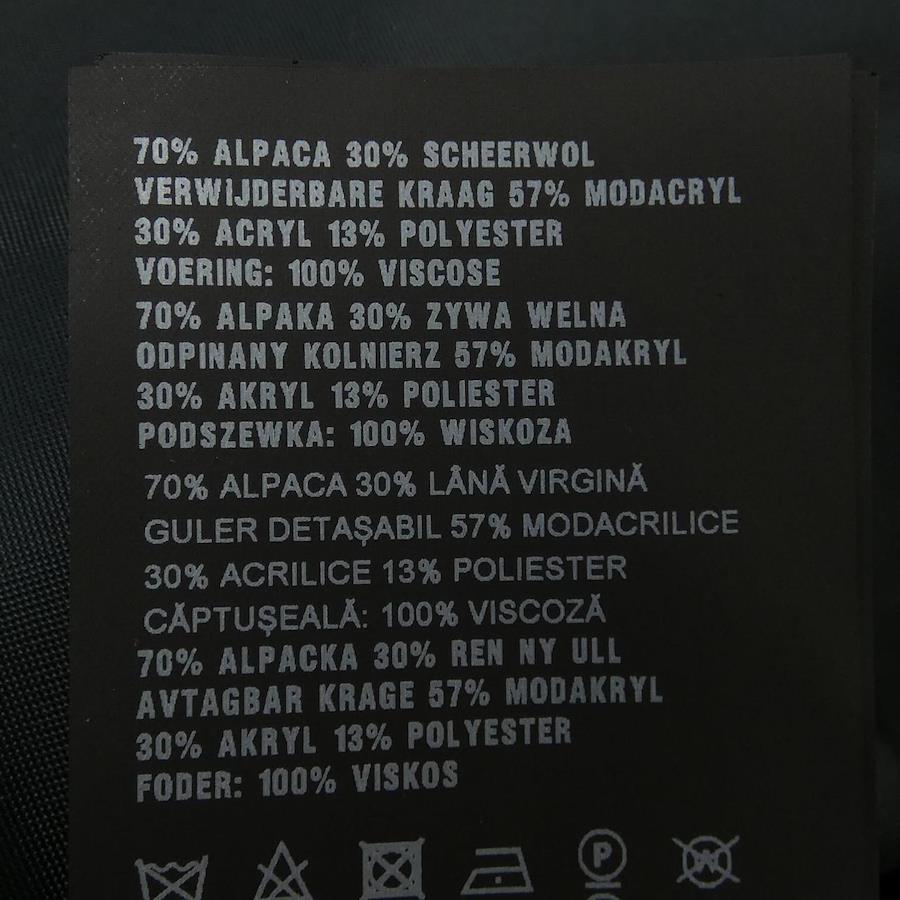 70% ALPACA 30% SCHEERWOL
VERWIJDERBARE KRAAG 57% MODACRYL
30% ACRYL 13% POLYESTER
VOERING: 100% VISCOSE
70% ALPAKA 30% ZYWA WELNA
ODPINANY KOLNIERZ 57% MODAKRYL
30% AKRYL 13% POLIESTER
PODSZEWKA: 100% WISKOZA
70% ALPACA 30% LÂNĂ VIRGINĂ
GULER DETAŞABIL 57% MODACRILICE
30% ACRILICE 13% POLIESTER
CĂPTUŞEALĂ: 100% VISCOZĂ
70% ALPACKA 30% REN NY ULL
AVTAGBAR KRAGE 57% MODAKRYL
30% AKRYL 13% POLYESTER
FODER: 100% VISKOS
P W